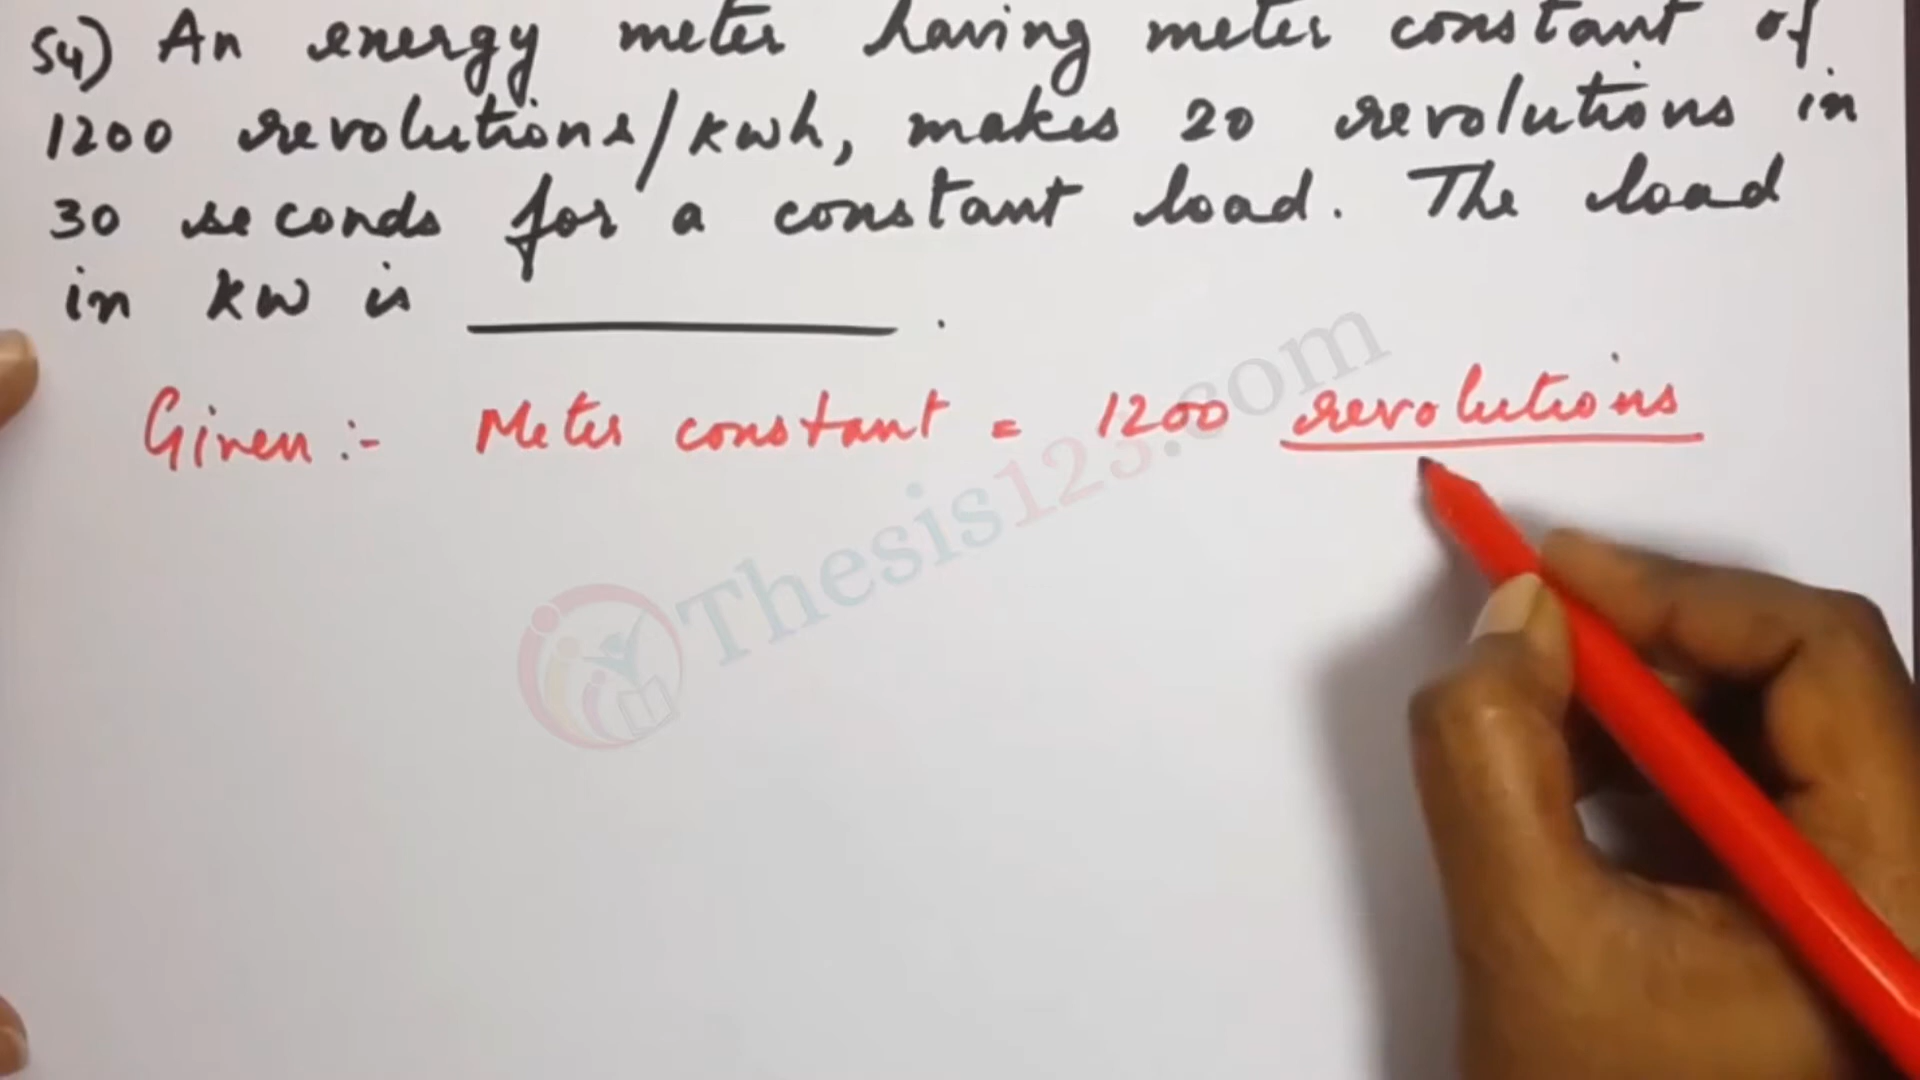 54) An energy meter having meter constant of
1200 revolutions/kwh, makes 20 revolutions in
30 seconds for a constant load. The load
in kw is ______ .
Given:- Meter constant = 1200 revolutions
Thesis123.com